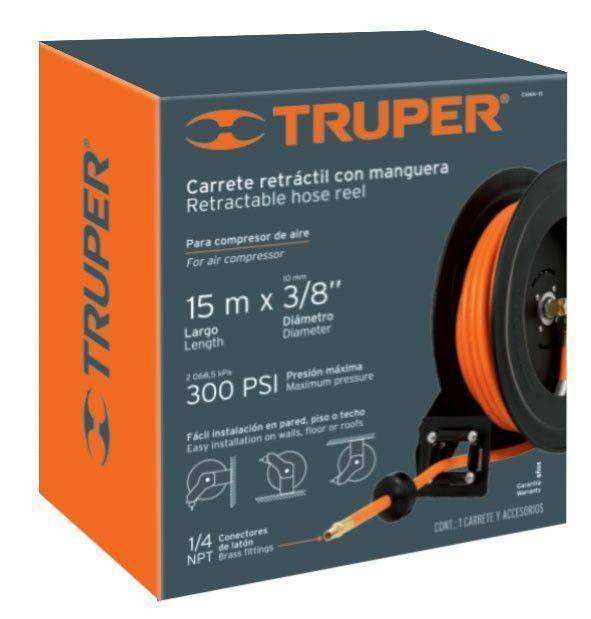 TRUPER®
TRUPER®
Carrete retráctil con manguera
Retractable hose reel
Para compresor de aire
For air compressor
10 mm
15 m x 3/8"
Largo Diámetro
Length Diameter
2 068,5 kPa
300 PSI Presión máxima
Maximum pressure
Fácil instalación en pared, piso o techo
Easy installation on walls, floor or roofs
1/4 NPT
Conectores
de latón
Brass fittings
años
Garantía
Warranty
CONT.: 1 CARRETE Y ACCESORIOS